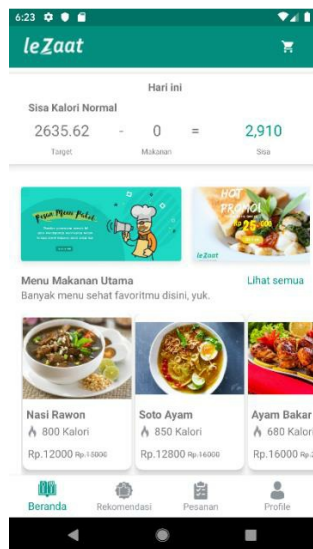 6:23
leZaat
Hari ini
Sisa Kalori Normal
2635.62 - 0 = 2,910
Target Makanan Sisa
Pesan Menu Paket
HOT
PROMO!
Rp 25.000
leZaat
Menu Makanan Utama Lihat semua
Banyak menu sehat favoritmu disini, yuk.
Nasi Rawon Soto Ayam Ayam Bakar
800 Kalori 850 Kalori 680 Kalori
Rp.12000 Rp.15000 Rp.12800 Rp.16000 Rp.16000
Beranda Rekomendasi Pesanan Profile